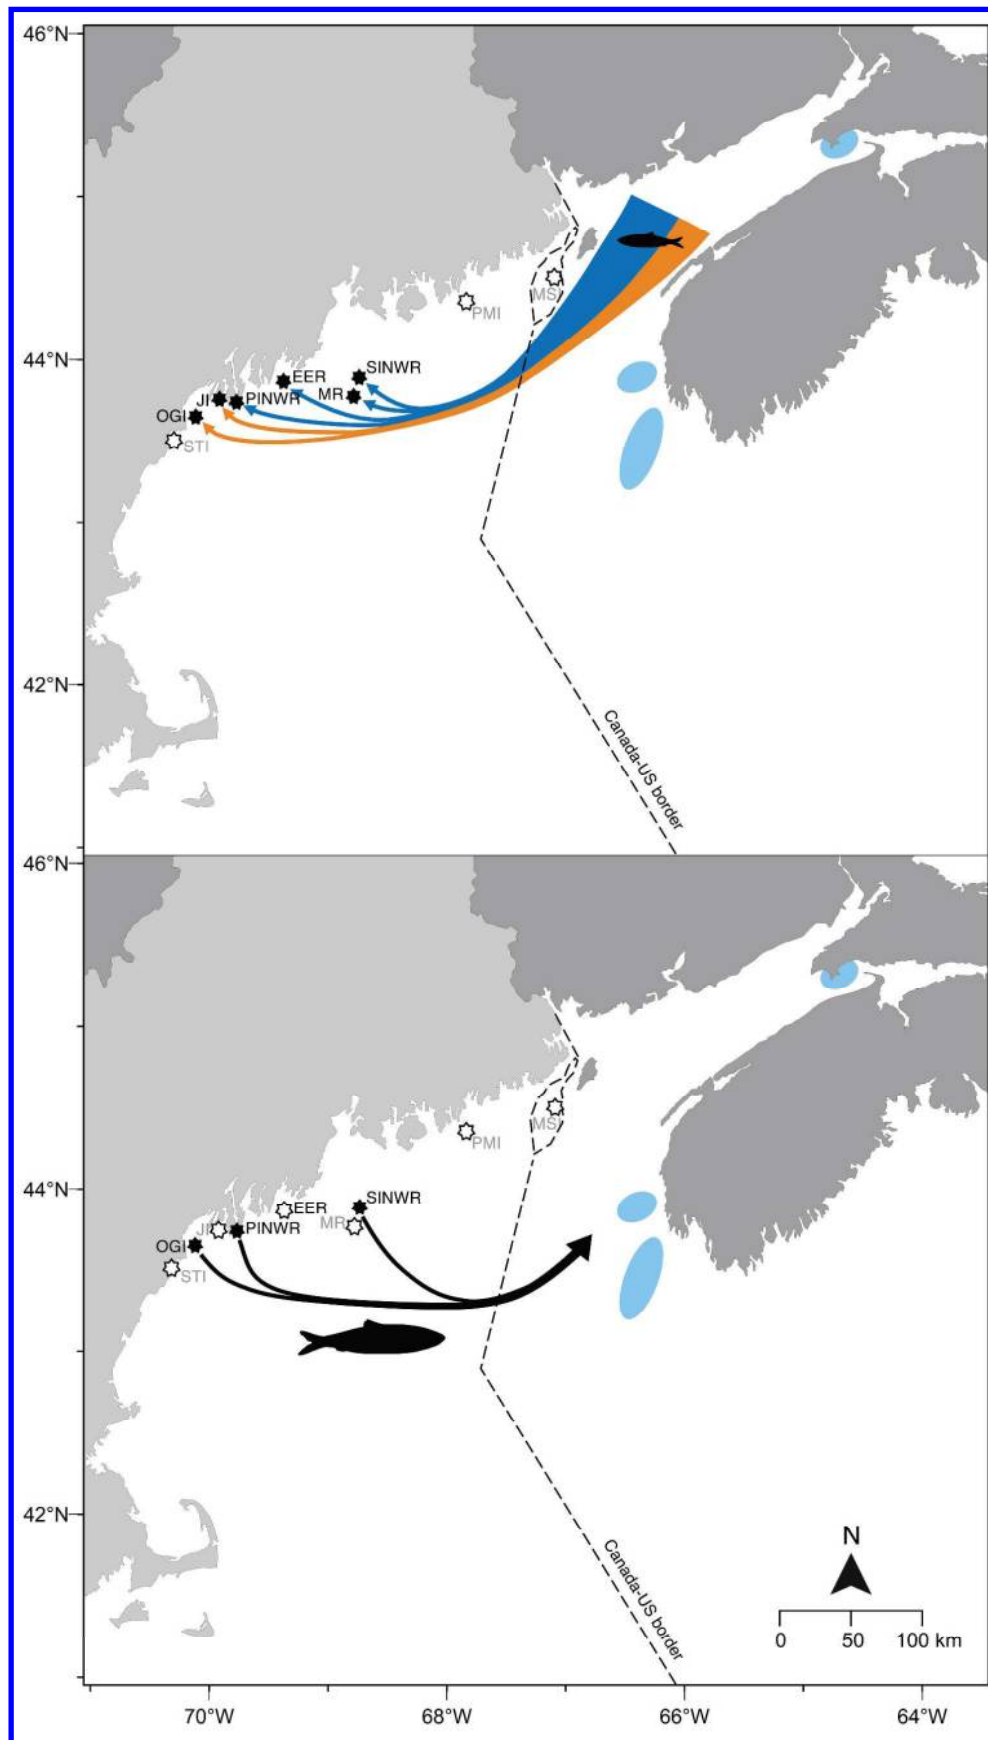 46°N
MS
PMI
44°N
SINWR
EER
MR
JI
PINWR
OGI
STI
42°N
Canada-US border
46°N
MS
PMI
44°N
SINWR
EER
MR
JI
PINWR
OGI
STI
42°N
Canada-US border
N
0 50 100 km
70°W 68°W 66°W 64°W